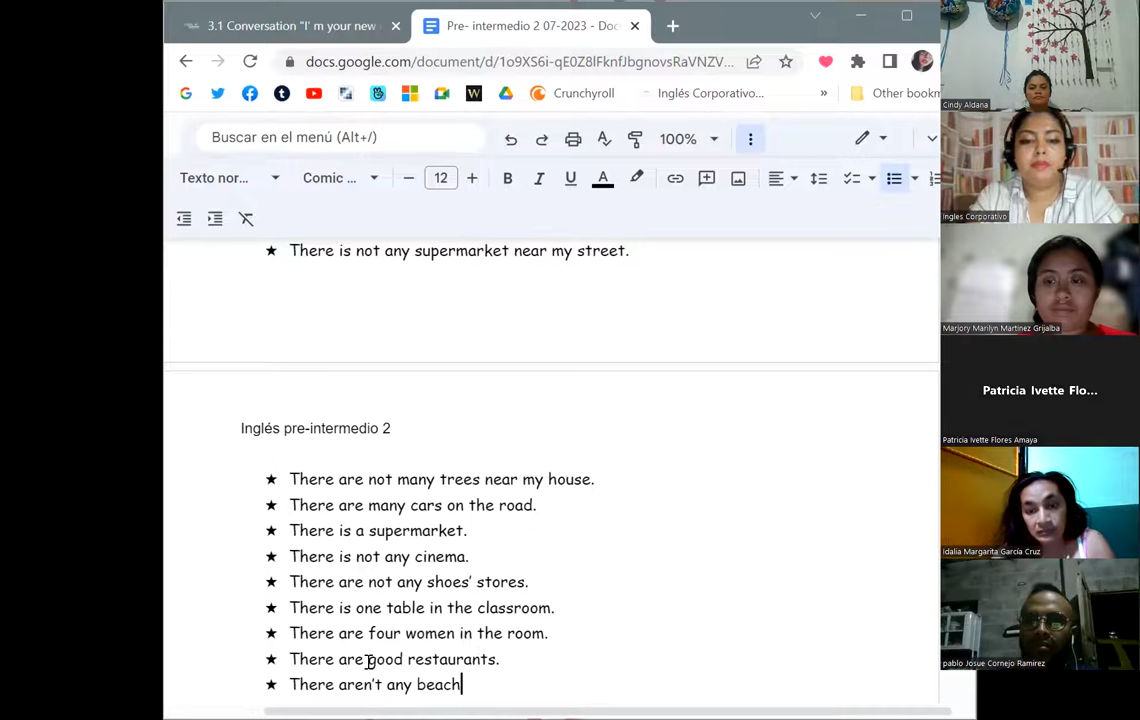 3.1 Conversation "I' m your new
Pre- intermedio 2 07-2023 - Doc
docs.google.com/document/d/1o9XS6i-qE0Z8lFknfJbgnovsRaVNZV...
Crunchyroll
Inglés Corporativo...
»
Other bookm
Buscar en el menú (Alt+/)
100%
Texto nor...
Comic ...
12
B I U A
★ There is not any supermarket near my street.
Inglés pre-intermedio 2
★ There are not many trees near my house.
★ There are many cars on the road.
★ There is a supermarket.
★ There is not any cinema.
★ There are not any shoes' stores.
★ There is one table in the classroom.
★ There are four women in the room.
★ There are good restaurants.
★ There aren't any beach
Cindy Aldana
Ingles Corporativo
Marjory Marilyn Martinez Grijalba
Patricia Ivette Flo...
Patricia Ivette Flores Amaya
Idalia Margarita García Cruz
pablo Josue Cornejo Ramirez